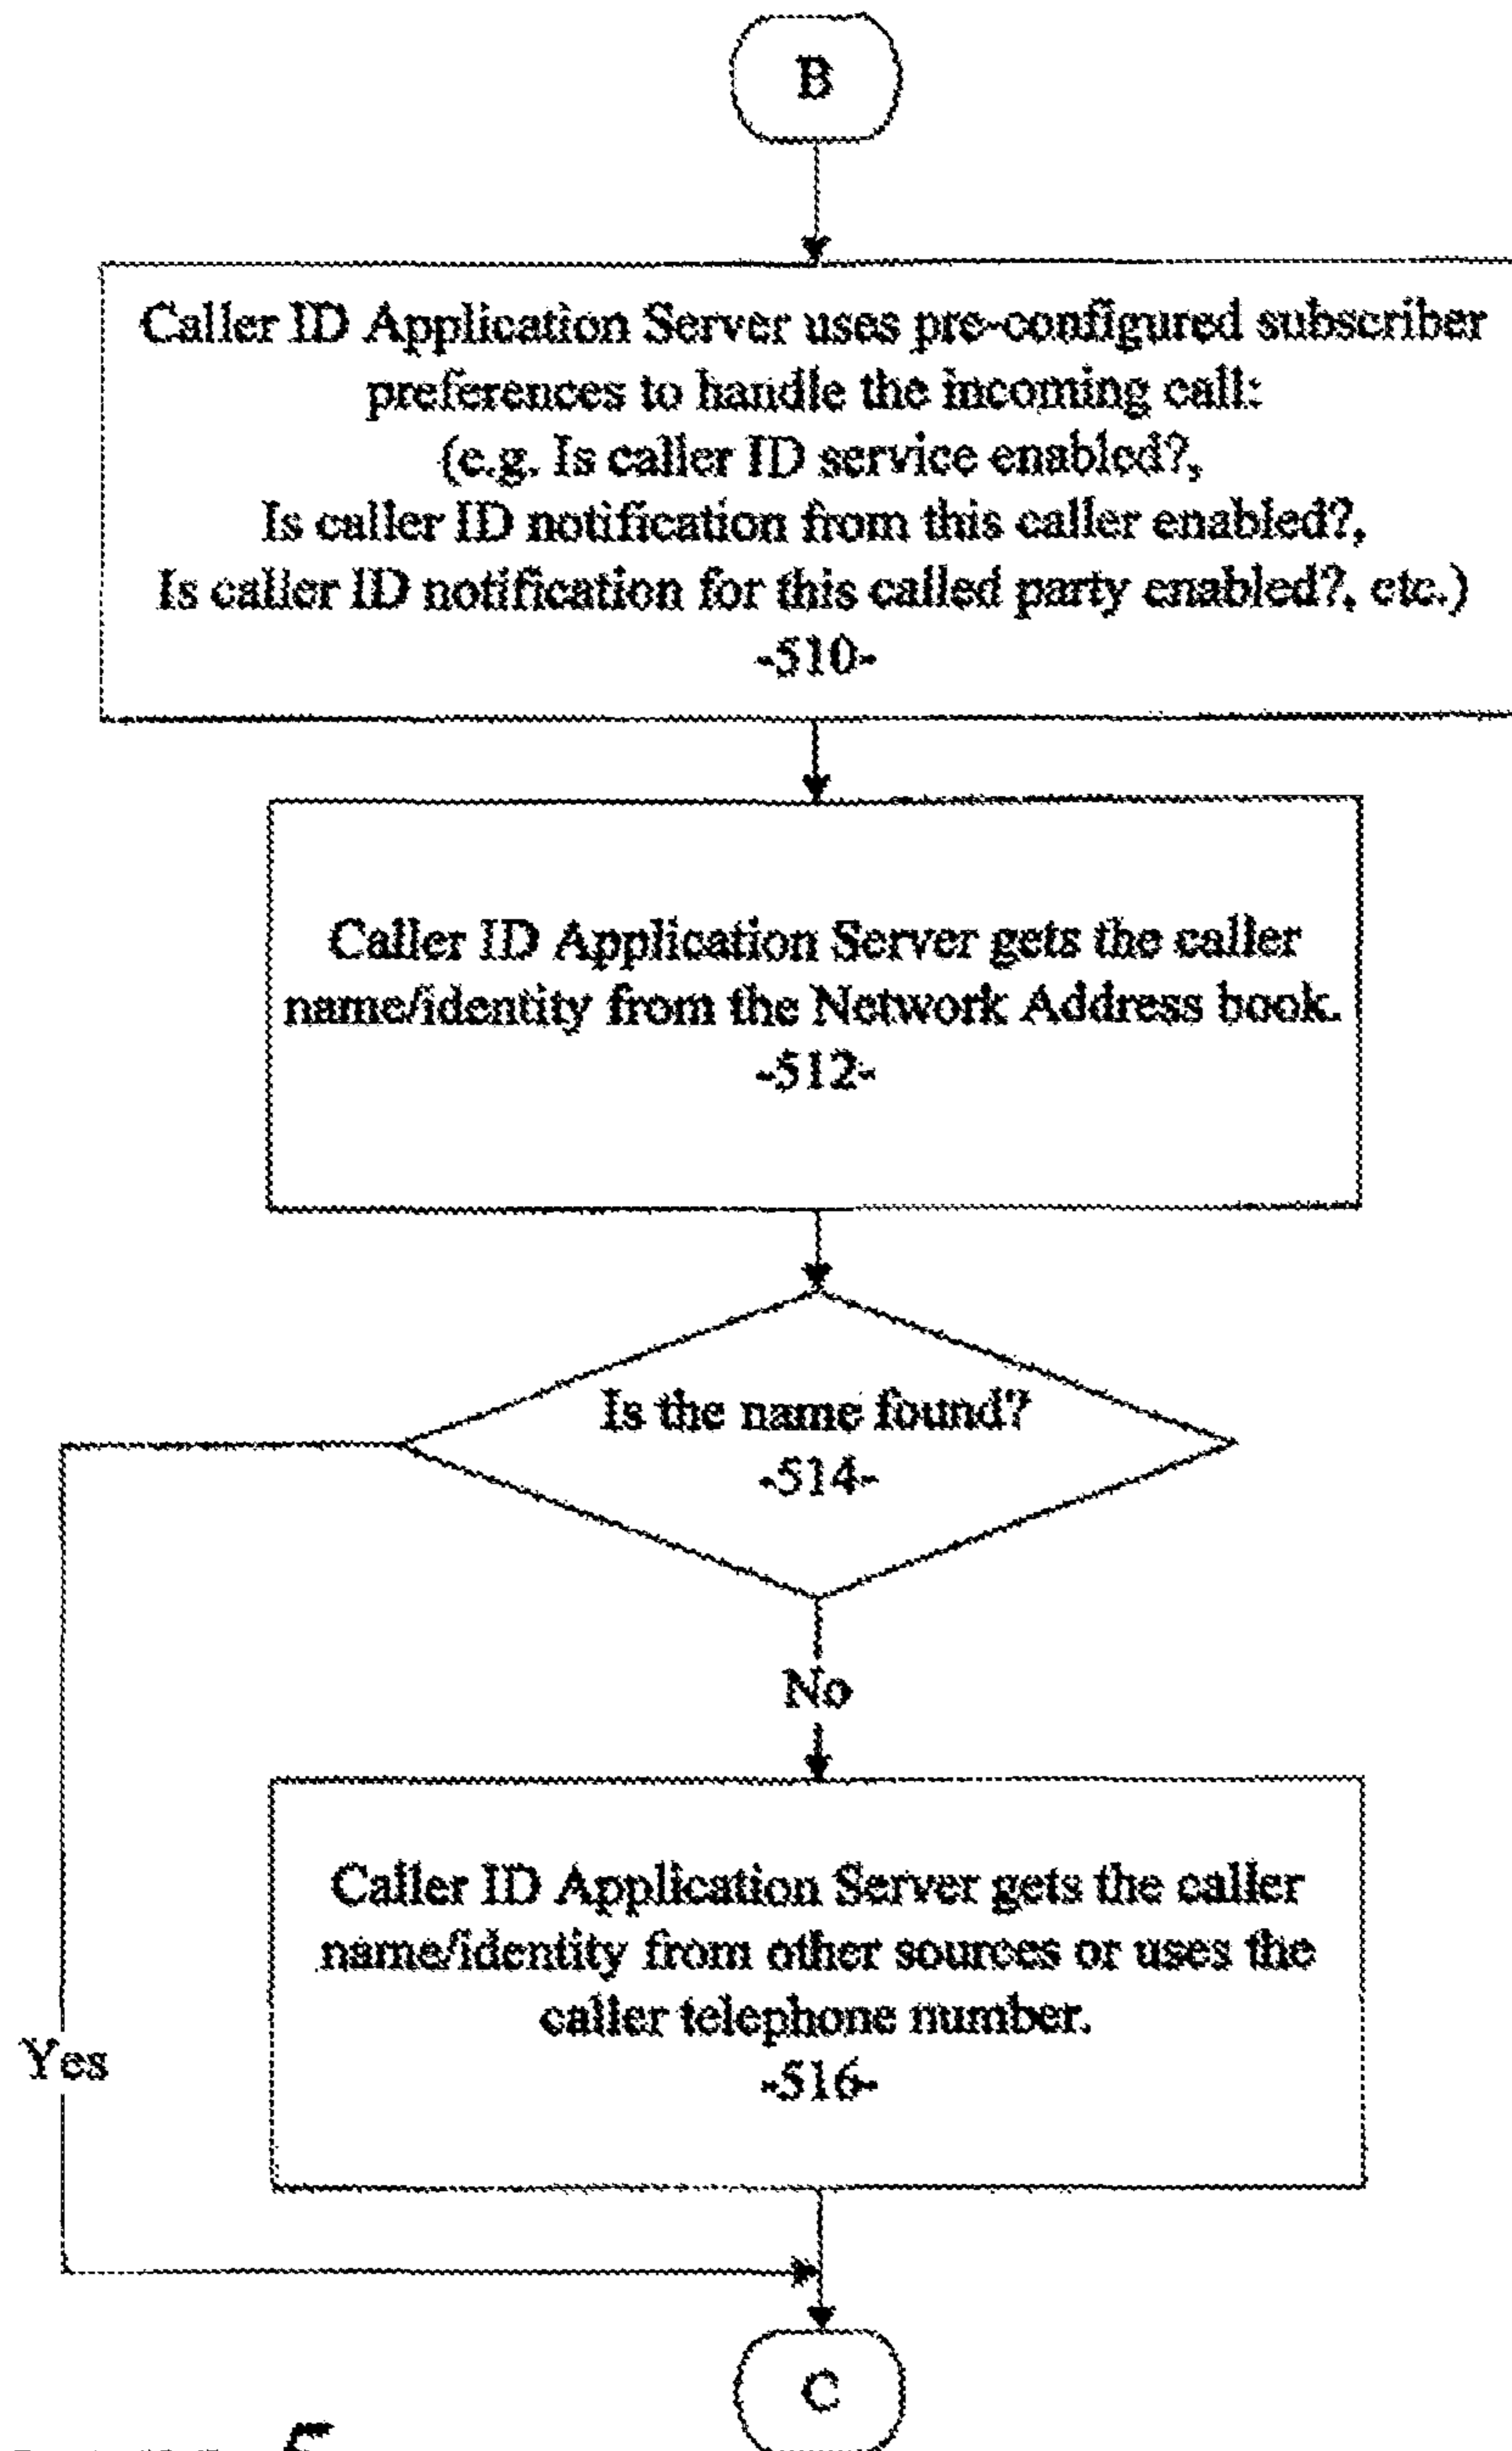 B
Caller ID Application Server uses pre-configured subscriber
preferences to handle the incoming call:
(e.g. Is caller ID service enabled?,
Is caller ID notification from this caller enabled?,
Is caller ID notification for this called party enabled?, etc.)
-510-
Caller ID Application Server gets the caller
name/identity from the Network Address book.
-512-
Is the name found?
-514-
No
Caller ID Application Server gets the caller
name/identity from other sources or uses the
caller telephone number.
-516-
Yes
C